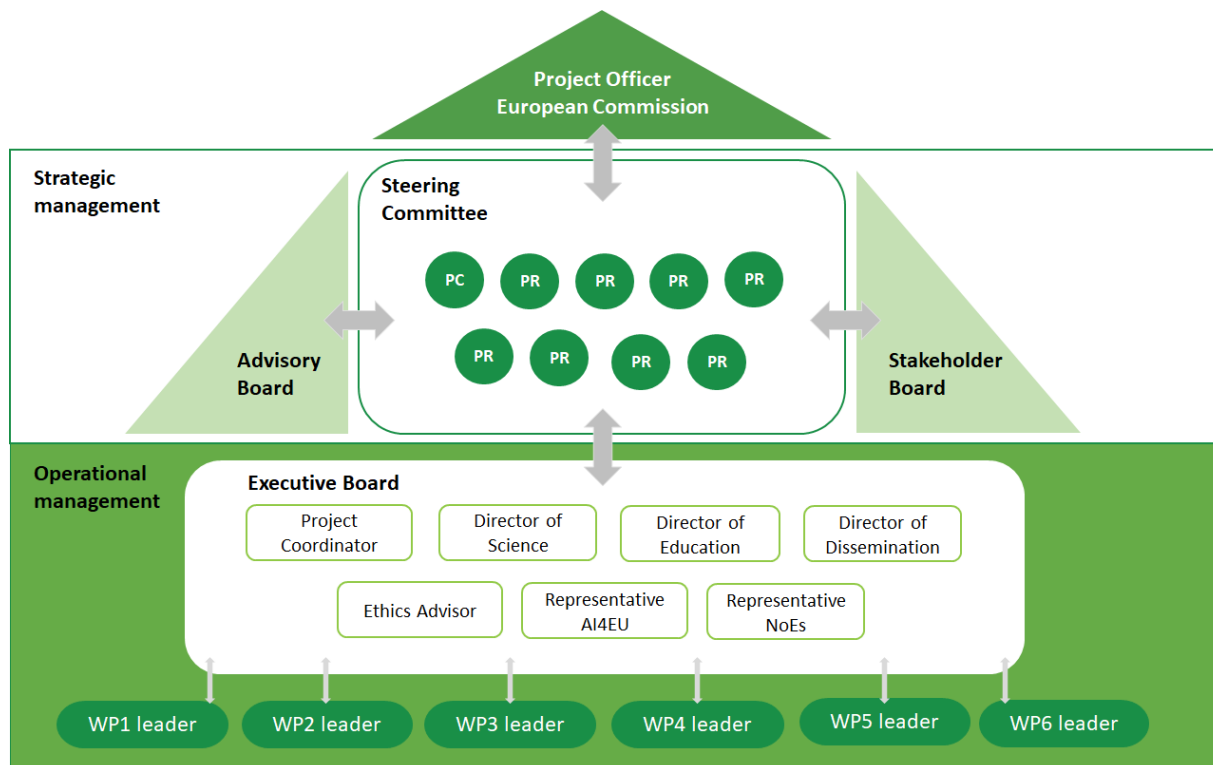 Project Officer
European Commission
Strategic
management
Steering
Committee
PC
PR
PR
PR
PR
PR
PR
PR
PR
Advisory
Board
Stakeholder
Board
Operational
management
Executive Board
Project
Coordinator
Director of
Science
Director of
Education
Director of
Dissemination
Ethics Advisor
Representative
AI4EU
Representative
NoEs
WP1 leader
WP2 leader
WP3 leader
WP4 leader
WP5 leader
WP6 leader